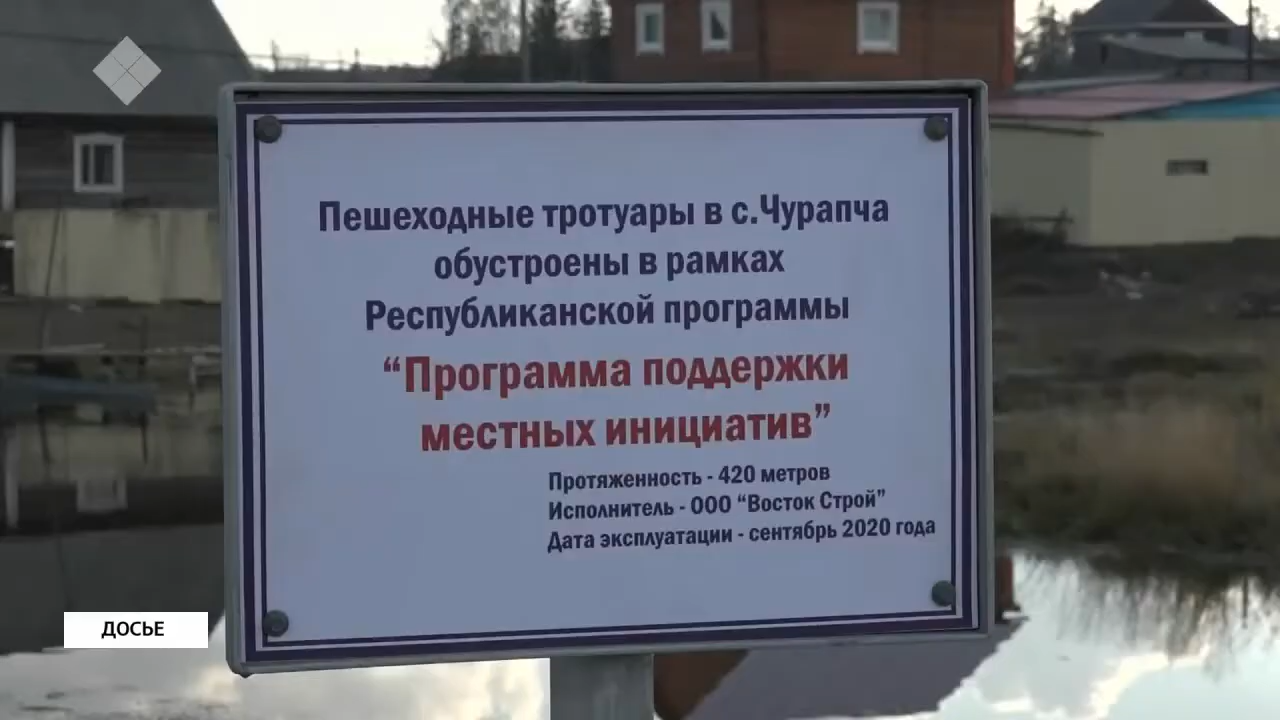 Пешеходные тротуары в с.Чурапча
обустроены в рамках
Республиканской программы
“Программа поддержки
местных инициатив”
Протяженность - 420 метров
Исполнитель - ООО “Восток Строй”
Дата эксплуатации - сентябрь 2020 года
ДОСЬЕ